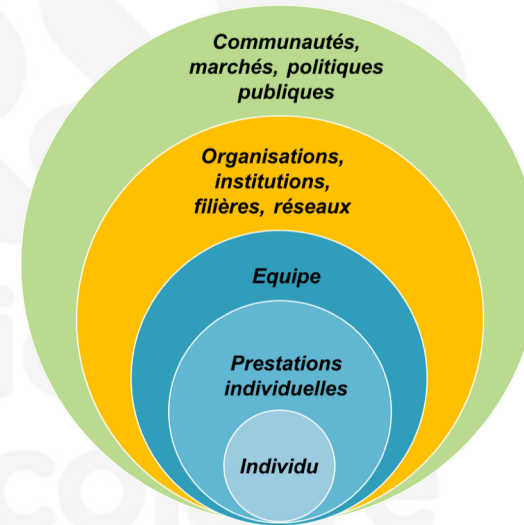 Communautés,
marchés, politiques
publiques
Organisations,
institutions,
filières, réseaux
Equipe
Prestations
individuelles
Individu